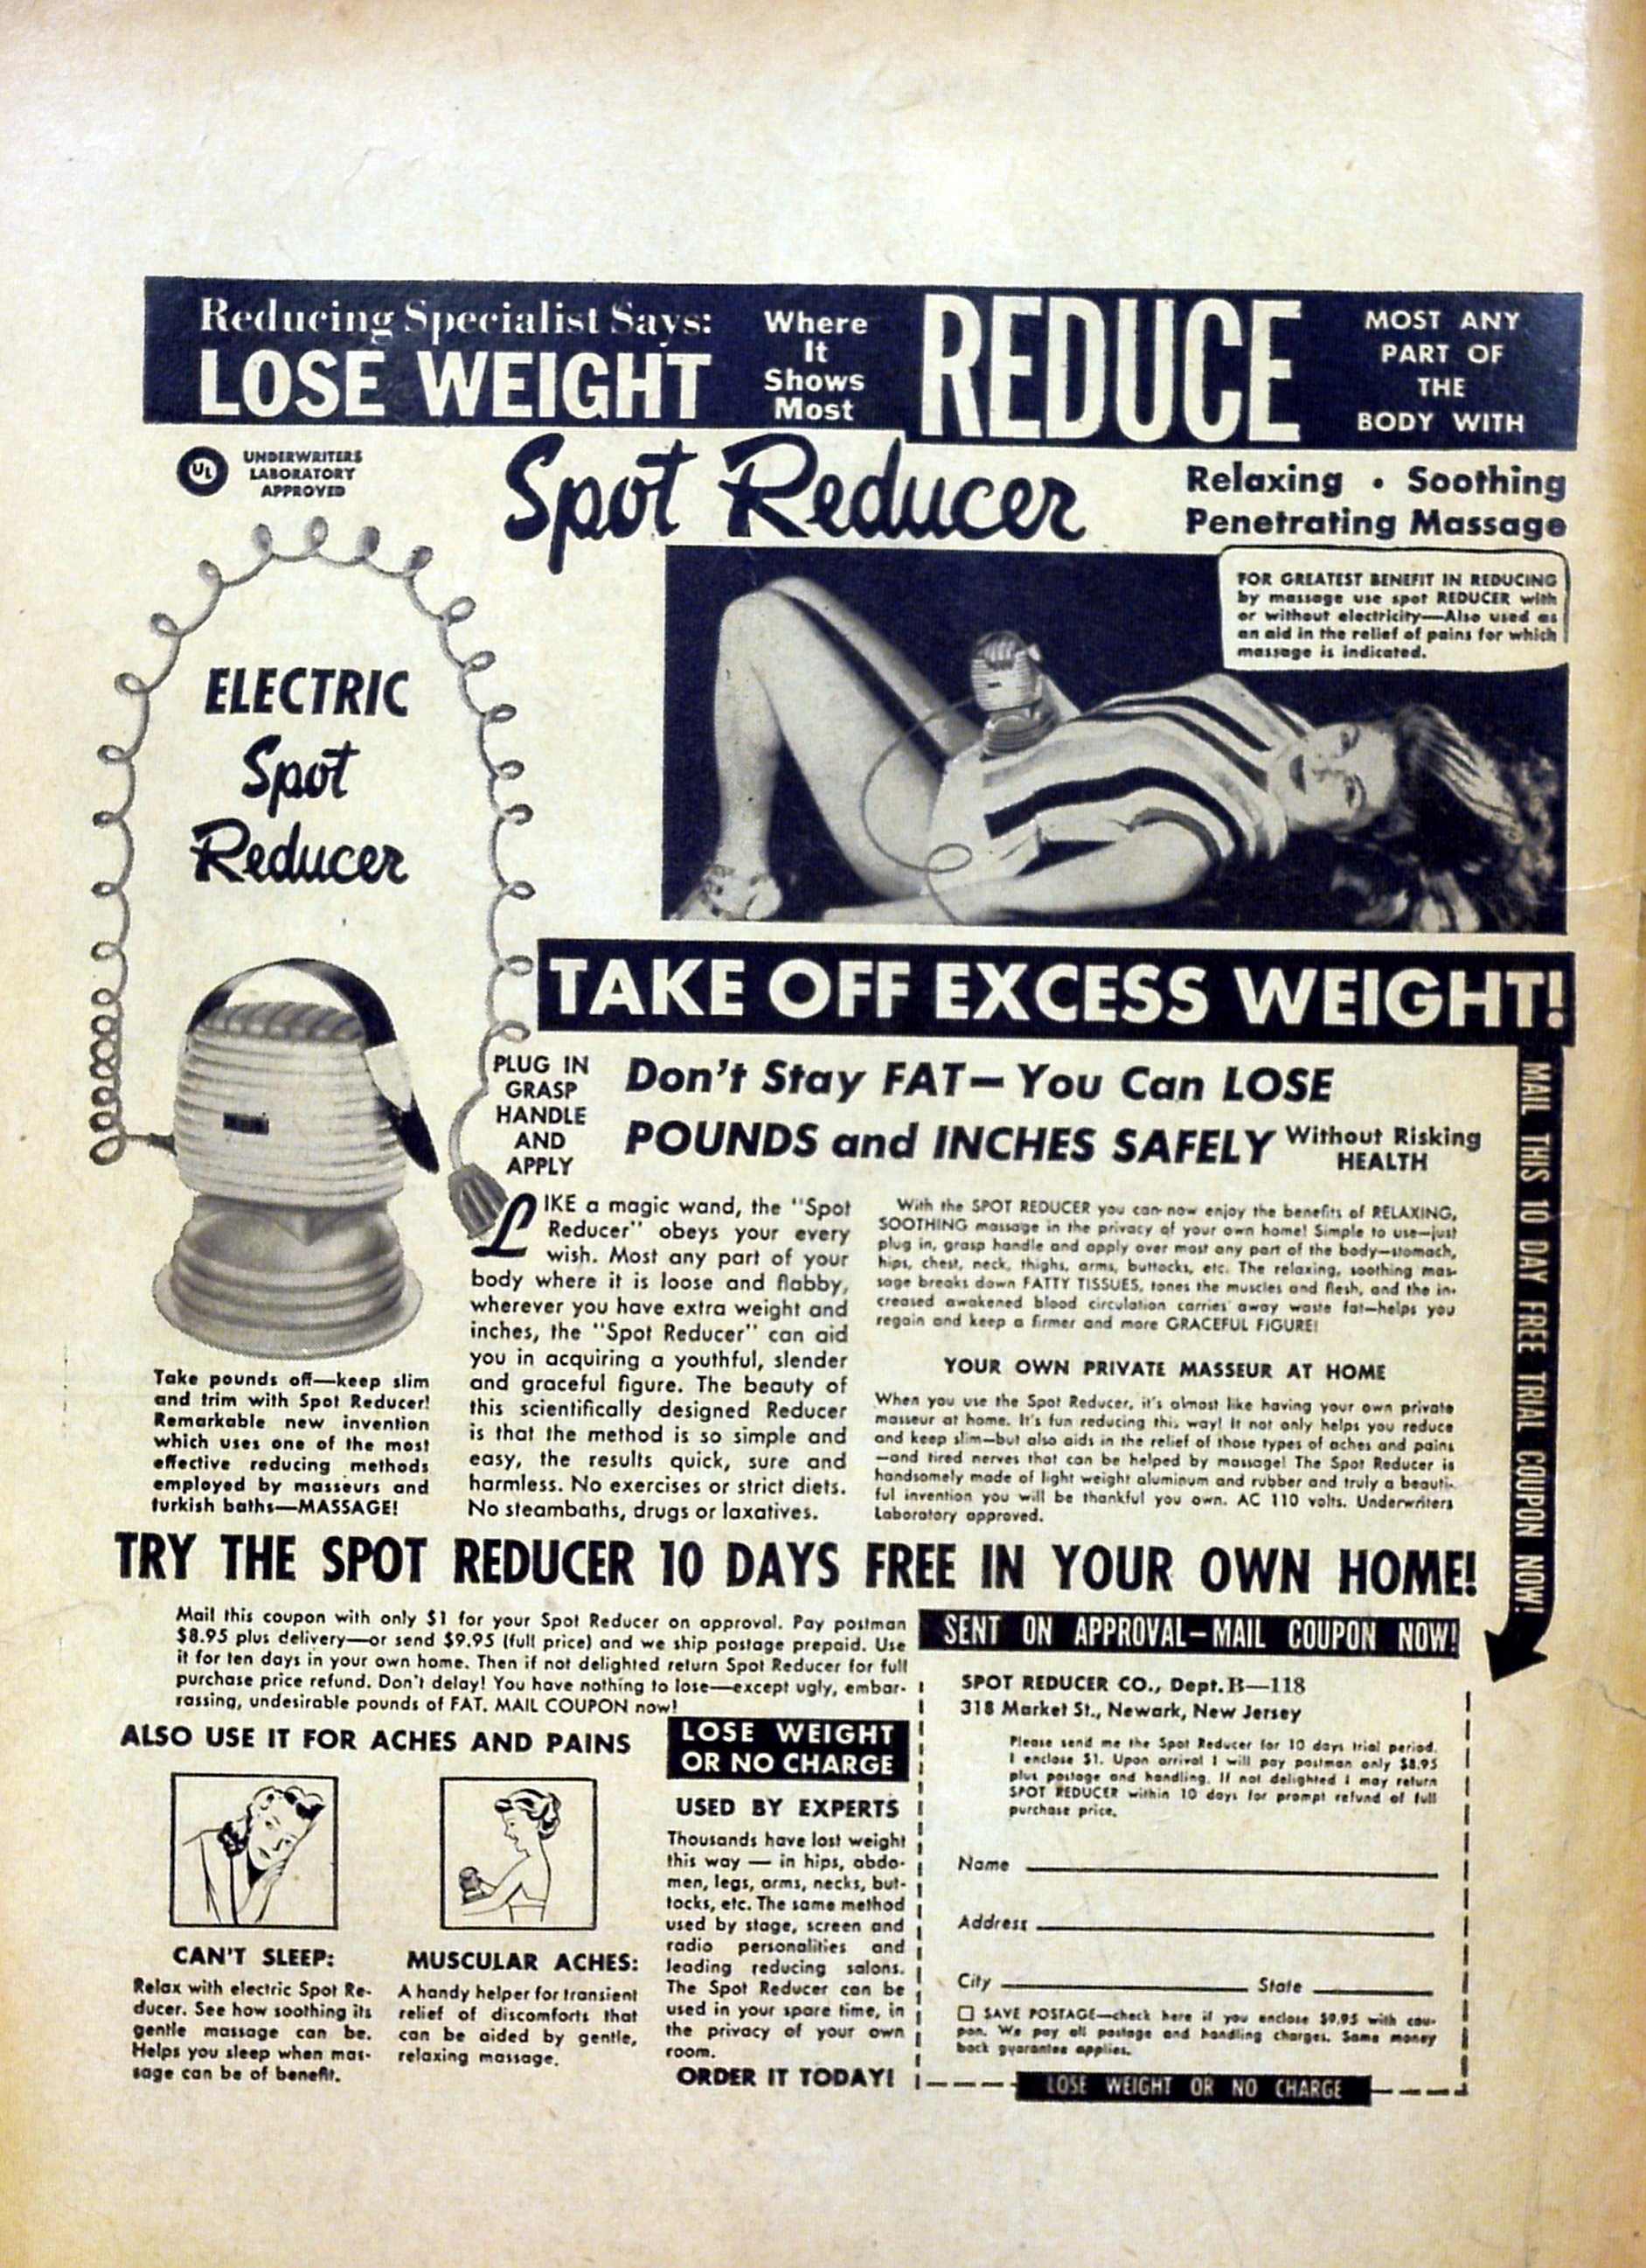 Reducing Specialist Says:
LOSE WEIGHT
Where
It
Shows
Most
REDUCE
MOST ANY
PART OF
THE
BODY WITH
UL
UNDERWRITERS
LABORATORY
APPROVED
Spot Reducer
Relaxing • Soothing
Penetrating Massage
FOR GREATEST BENEFIT IN REDUCING
by massage use spot REDUCER with
or without electricity—Also used as
an aid in the relief of pains for which
massage is indicated.
ELECTRIC
Spot
Reducer
TAKE OFF EXCESS WEIGHT!
PLUG IN
GRASP
HANDLE
AND
APPLY
Don't Stay FAT— You Can LOSE
POUNDS and INCHES SAFELY Without Risking
HEALTH
MAIL THIS 10 DAY FREE TRIAL COUPON NOW!
Take pounds off—keep slim
and trim with Spot Reducer!
Remarkable new invention
which uses one of the most
effective reducing methods
employed by masseurs and
turkish baths—MASSAGE!
LIKE a magic wand, the "Spot
Reducer" obeys your every
wish. Most any part of your
body where it is loose and flabby,
wherever you have extra weight and
inches, the "Spot Reducer" can aid
you in acquiring a youthful, slender
and graceful figure. The beauty of
this scientifically designed Reducer
is that the method is so simple and
easy, the results quick, sure and
harmless. No exercises or strict diets.
No steambaths, drugs or laxatives.
With the SPOT REDUCER you can now enjoy the benefits of RELAXING,
SOOTHING massage in the privacy of your own home! Simple to use—just
plug in, grasp handle and apply over most any part of the body—stomach,
hips, chest, neck, thighs, arms, buttocks, etc. The relaxing, soothing mas-
sage breaks down FATTY TISSUES, tones the muscles and flesh, and the in-
creased awakened blood circulation carries away waste fat—helps you
regain and keep a firmer and more GRACEFUL FIGURE!
YOUR OWN PRIVATE MASSEUR AT HOME
When you use the Spot Reducer, it's almost like having your own private
masseur at home. It's fun reducing this way! It not only helps you reduce
and keep slim—but also aids in the relief of those types of aches and pains
—and tired nerves that can be helped by massage! The Spot Reducer is
handsomely made of light weight aluminum and rubber and truly a beauti-
ful invention you will be thankful you own. AC 110 volts. Underwriters
Laboratory approved.
TRY THE SPOT REDUCER 10 DAYS FREE IN YOUR OWN HOME!
Mail this coupon with only $1 for your Spot Reducer on approval. Pay postman
$8.95 plus delivery—or send $9.95 (full price) and we ship postage prepaid. Use
it for ten days in your own home. Then if not delighted return Spot Reducer for full
purchase price refund. Don't delay! You have nothing to lose—except ugly, embar-
rassing, undesirable pounds of FAT. MAIL COUPON now!
ALSO USE IT FOR ACHES AND PAINS
CAN'T SLEEP:
Relax with electric Spot Re-
ducer. See how soothing its
gentle massage can be.
Helps you sleep when mas-
sage can be of benefit.
MUSCULAR ACHES:
A handy helper for transient
relief of discomforts that
can be aided by gentle,
relaxing massage.
LOSE WEIGHT
OR NO CHARGE
USED BY EXPERTS
Thousands have lost weight
this way — in hips, abdo-
men, legs, arms, necks, but-
tocks, etc. The same method
used by stage, screen and
radio personalities and
leading reducing salons.
The Spot Reducer can be
used in your spare time, in
the privacy of your own
room.
ORDER IT TODAY!
SENT ON APPROVAL—MAIL COUPON NOW!
SPOT REDUCER CO., Dept. B—118
318 Market St., Newark, New Jersey
Please send me the Spot Reducer for 10 days trial period.
I enclose $1. Upon arrival I will pay postman only $8.95
plus postage and handling. If not delighted I may return
SPOT REDUCER within 10 days for prompt refund of full
purchase price.
Name
Address
City State
SAVE POSTAGE—check here if you enclose $9.95 with cou-
pon. We pay all postage and handling charges. Same money
back guarantee applies.
LOSE WEIGHT OR NO CHARGE